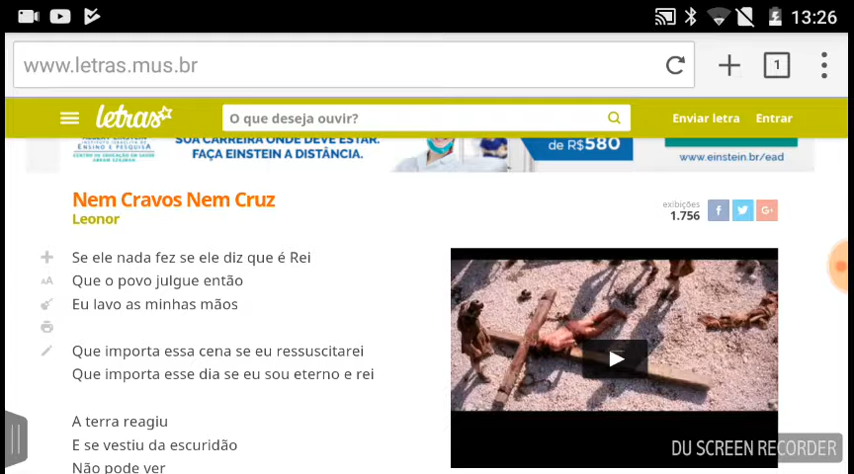 13:26
www.letras.mus.br
1
letras
O que deseja ouvir?
Enviar letra
Entrar
ENSINO E PESQUISA
SUA CARREIRA ONDE DEVE ESTAR.
FAÇA EINSTEIN A DISTÂNCIA.
de R$580
www.einstein.br/ead
Nem Cravos Nem Cruz
Leonor
exibições
1.756
Se ele nada fez se ele diz que é Rei
Que o povo julgue então
Eu lavo as minhas mãos
Que importa essa cena se eu ressuscitarei
Que importa esse dia se eu sou eterno e rei
A terra reagiu
E se vestiu da escuridão
Não pode ver
DU SCREEN RECORDER